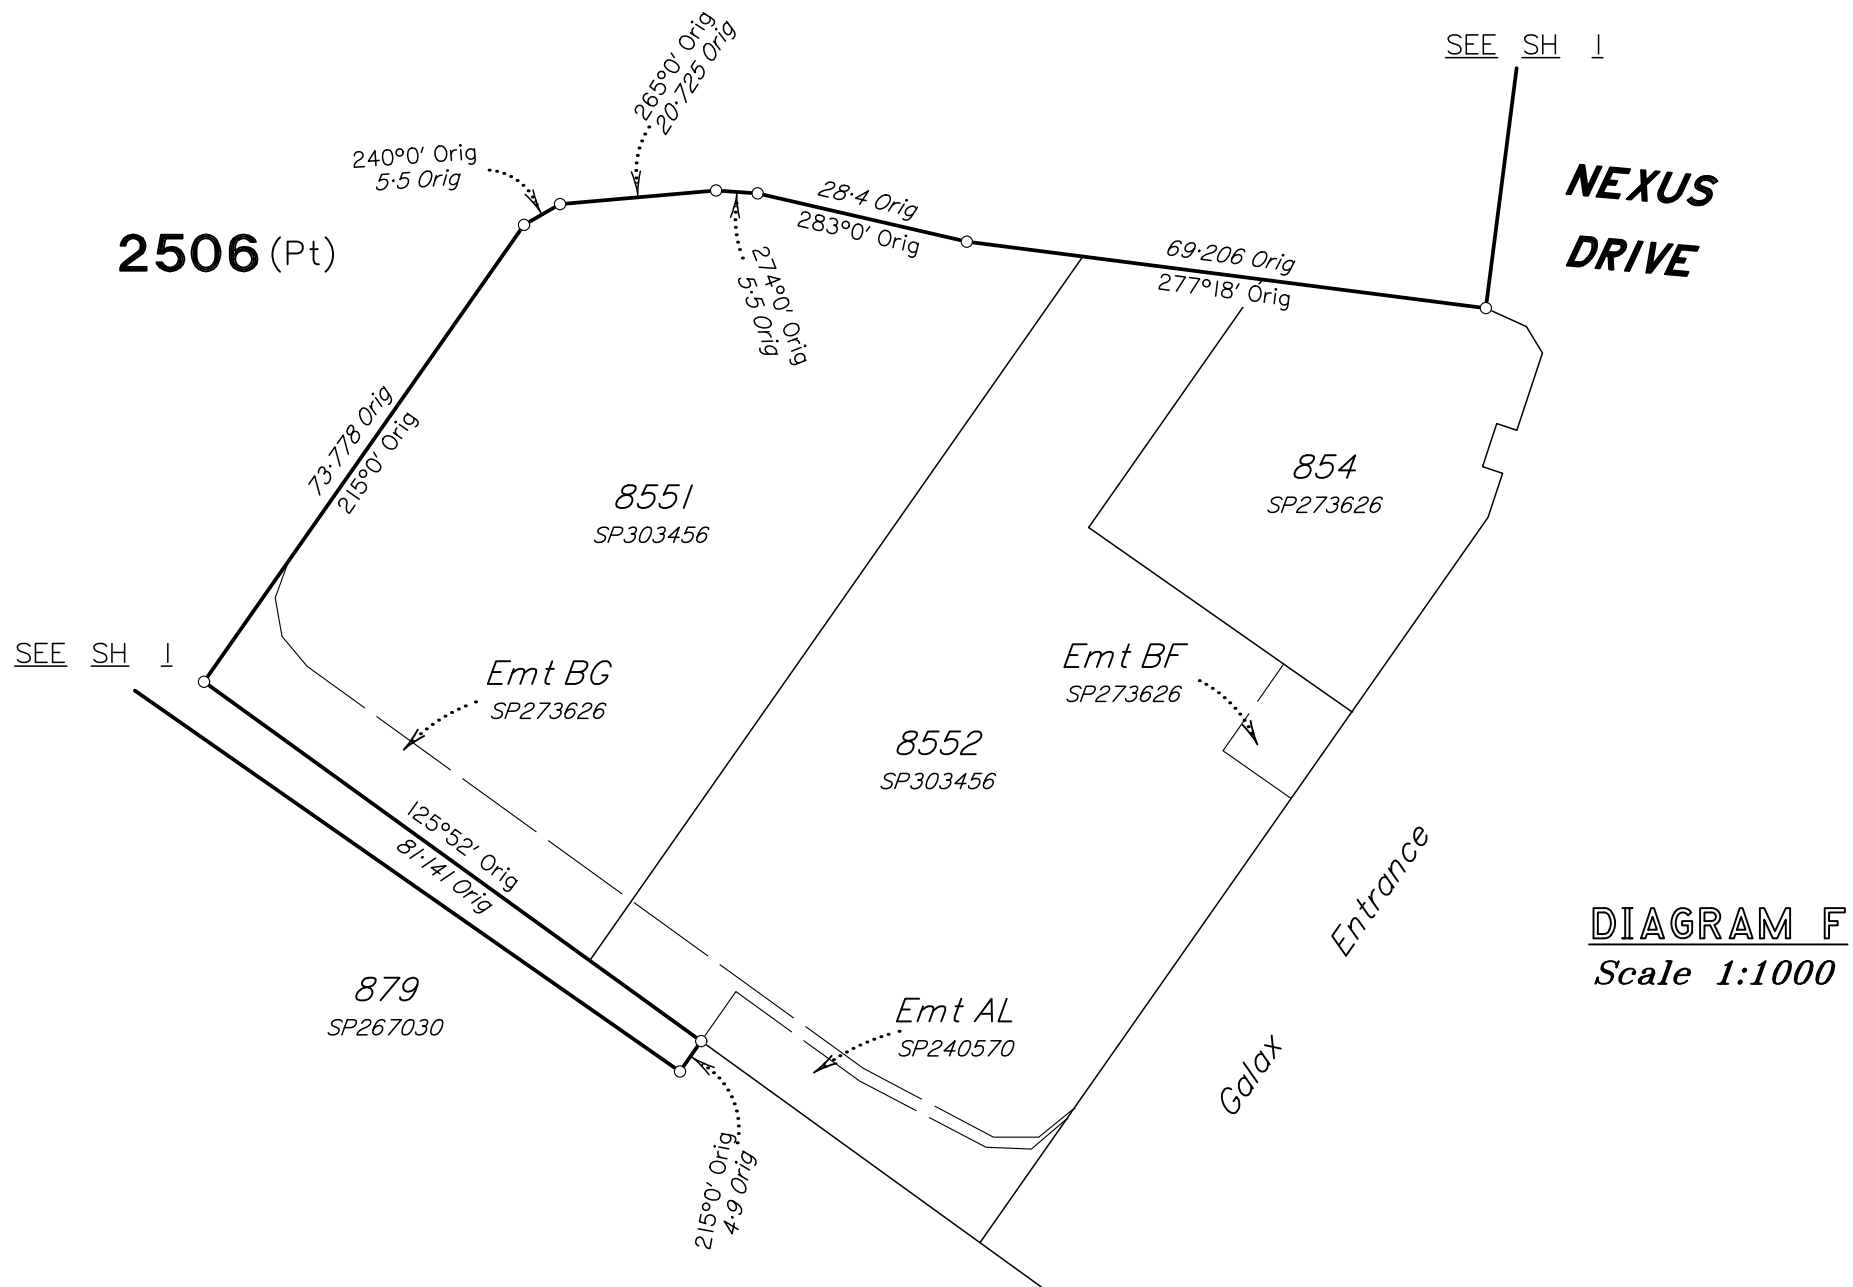 SEE SH 1
265°0' Orig
20·725 Orig
240°0' Orig
5·5 Orig
NEXUS
DRIVE
28·4 Orig
283°0' Orig
2506 (Pt)
69·206 Orig
277°18' Orig
274°0' Orig
5·5 Orig
73·778 Orig
215°0' Orig
8551
SP303456
854
SP273626
SEE SH 1
Emt BG
SP273626
Emt BF
SP273626
8552
SP303456
125°52' Orig
81·141 Orig
Entrance
DIAGRAM F
Scale 1:1000
879
SP267030
Emt AL
SP240570
Galax
215°0' Orig
4·9 Orig